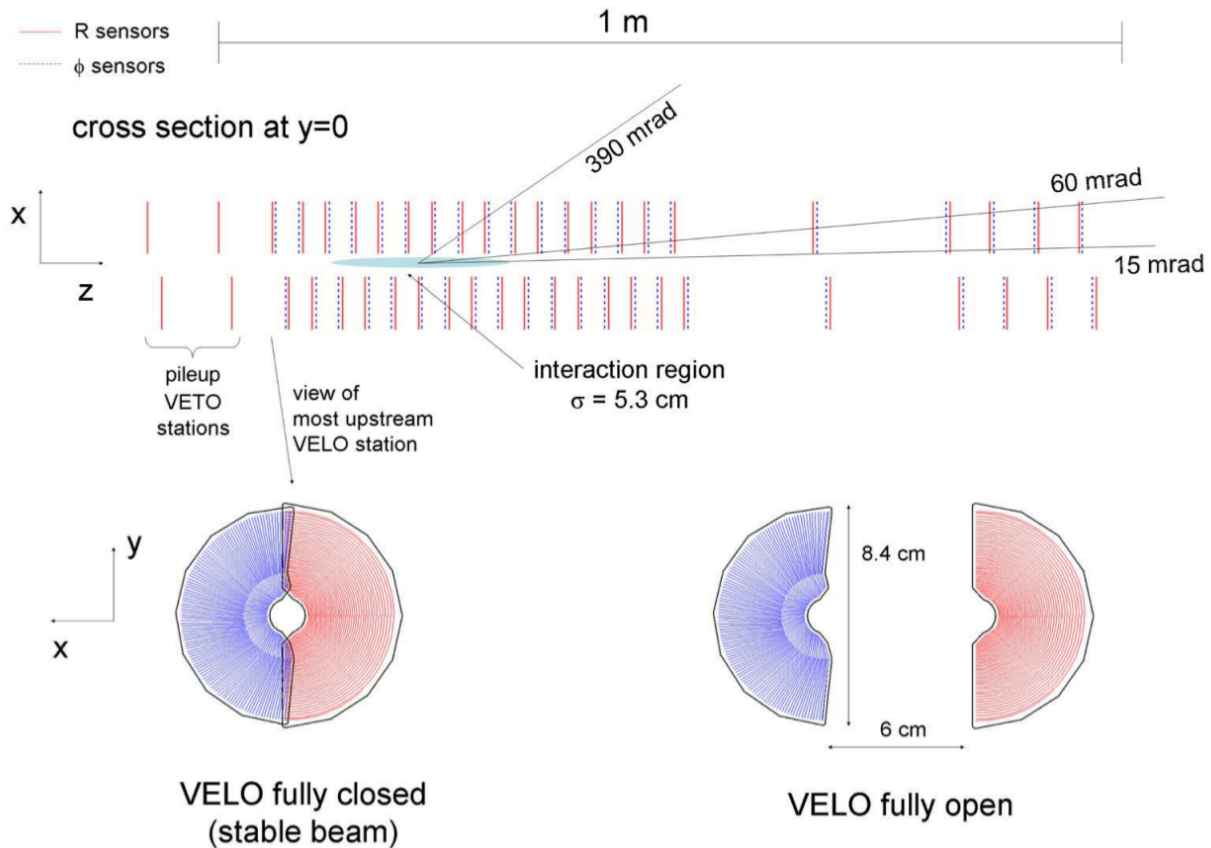 R sensors
1 m
ϕ sensors
cross section at y=0
390 mrad
60 mrad
x
15 mrad
z
interaction region
σ = 5.3 cm
pileup
VETO
stations
view of
most upstream
VELO station
y
x
8.4 cm
6 cm
VELO fully closed
(stable beam)
VELO fully open